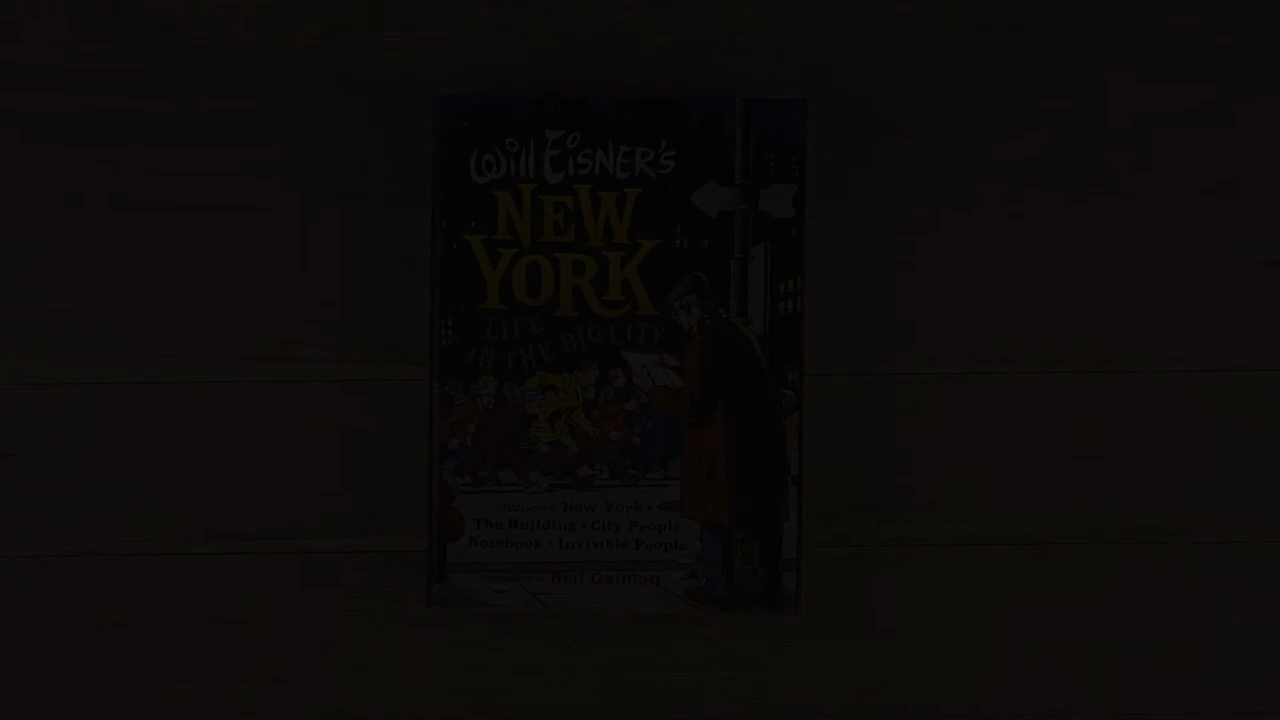 Will Eisner's
NEW
YORK
LIFE
IN THE BIG CITY
New York •
The Building • City People
Notebook • Invisible People
Neil Gaiman